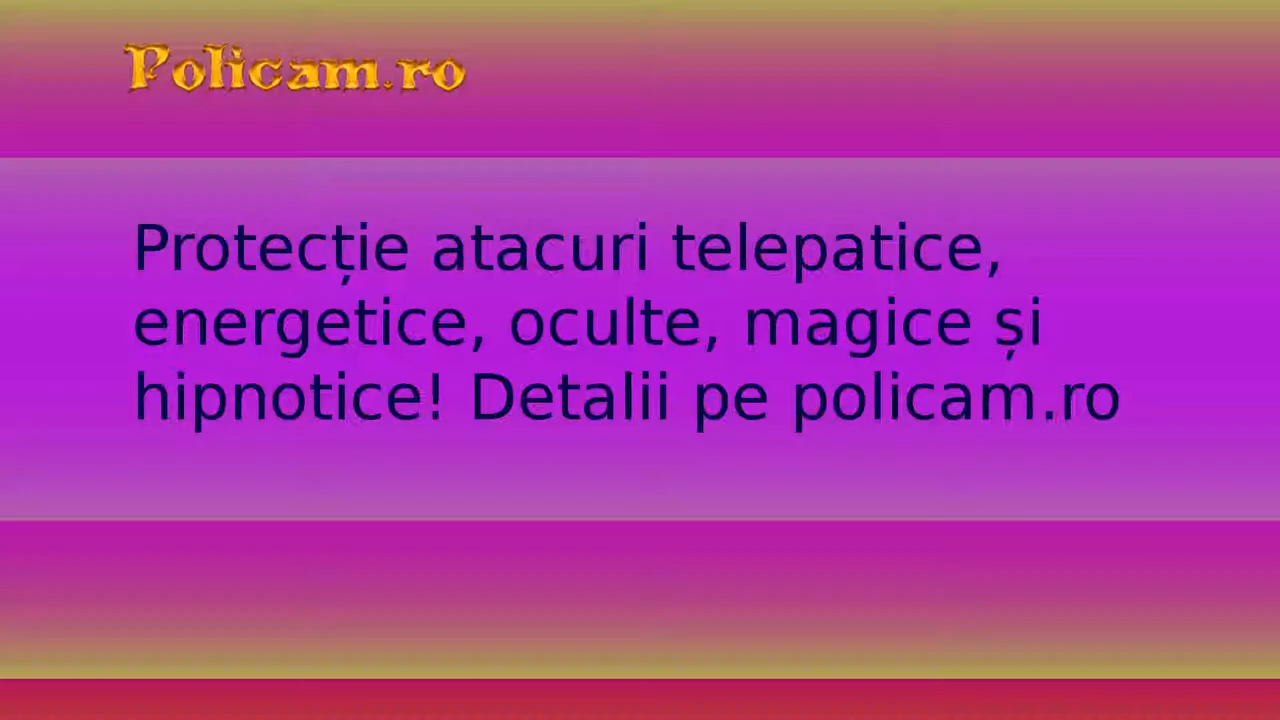 Policam.ro
Protecție atacuri telepatice,
energetice, oculte, magice și
hipnotice! Detalii pe policam.ro